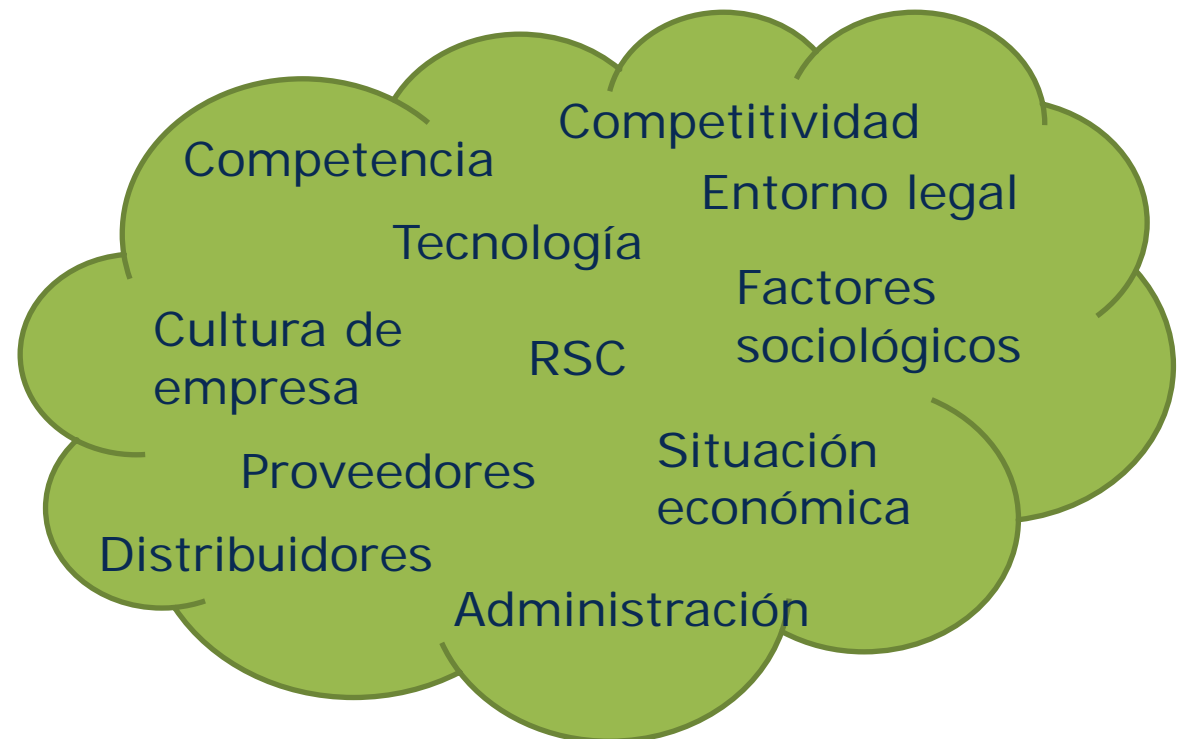 Competitividad
Competencia
Entorno legal
Tecnología
Factores
sociológicos
Cultura de
empresa
RSC
Situación
económica
Proveedores
Distribuidores
Administración